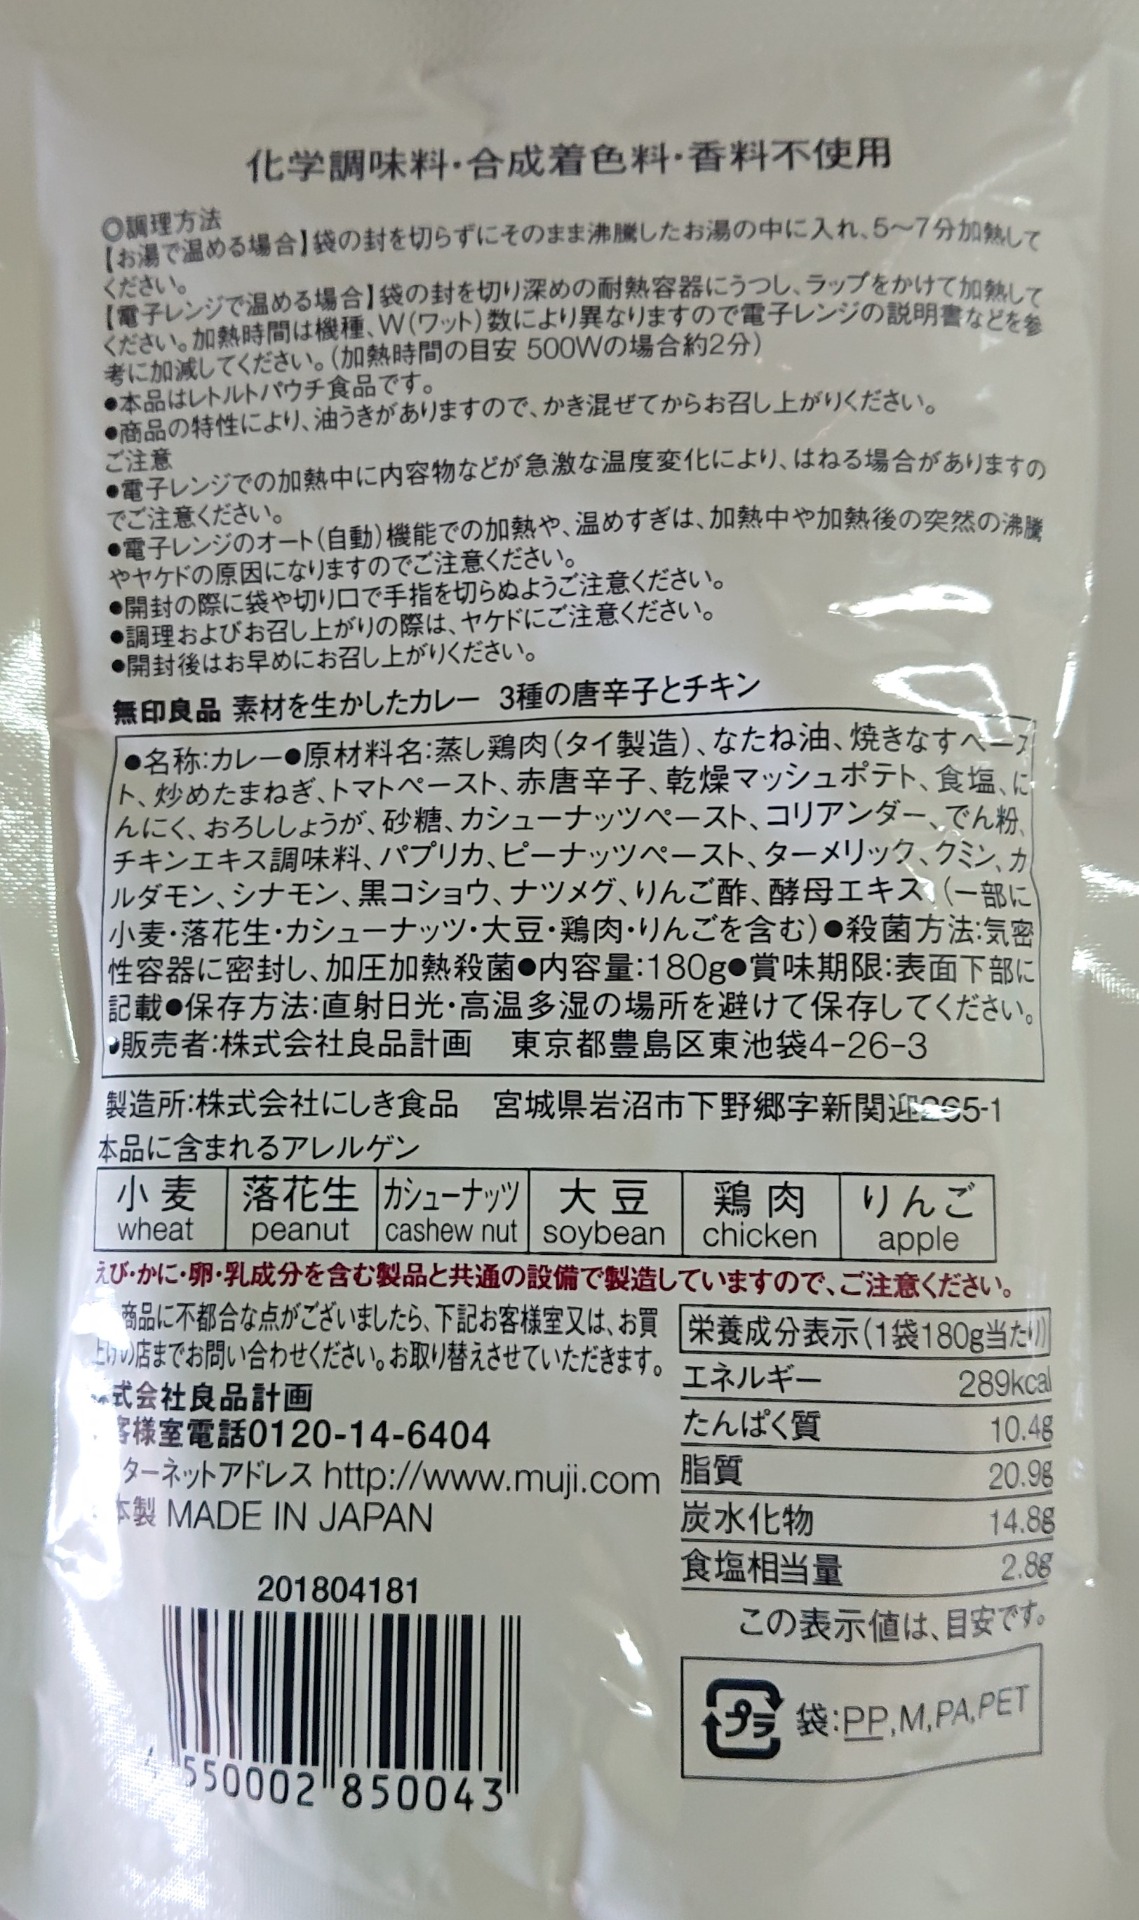 化学調味料・合成着色料・香料不使用
◎調理方法
【お湯で温める場合】袋の封を切らずにそのまま沸騰したお湯の中に入れ、5〜7分加熱して
ください。
【電子レンジで温める場合】袋の封を切り深めの耐熱容器にうつし、ラップをかけて加熱して
ください。加熱時間は機種、W(ワット)数により異なりますので電子レンジの説明書などを参
考に加減してください。(加熱時間の目安 500Wの場合約2分)
●本品はレトルトパウチ食品です。
●商品の特性により、油うきがありますので、かき混ぜてからお召し上がりください。
ご注意
●電子レンジでの加熱中に内容物などが急激な温度変化により、はねる場合がありますの
でご注意ください。
●電子レンジのオート(自動)機能での加熱や、温めすぎは、加熱中や加熱後の突然の沸騰
ややケドの原因になりますのでご注意ください。
●開封の際に袋や切り口で手指を切らぬようご注意ください。
●調理およびお召し上がりの際は、ヤケドにご注意ください。
●開封後はお早めにお召し上がりください。
無印良品 素材を生かしたカレー 3種の唐辛子とチキン
●名称:カレー●原材料名:蒸し鶏肉(タイ製造)、なたね油、焼きなすペース
ト、炒めたまねぎ、トマトペースト、赤唐辛子、乾燥マッシュポテト、食塩、に
んにく、おろししょうが、砂糖、カシューナッツペースト、コリアンダー、でん粉、
チキンエキス調味料、パプリカ、ピーナッツペースト、ターメリック、クミン、カ
ルダモン、シナモン、黒コショウ、ナツメグ、りんご酢、酵母エキス、(一部に
小麦・落花生・カシューナッツ・大豆・鶏肉・りんごを含む)●殺菌方法:気密
性容器に密封し、加圧加熱殺菌●内容量:180g●賞味期限:表面下部に
記載●保存方法:直射日光・高温多湿の場所を避けて保存してください。
●販売者:株式会社良品計画 東京都豊島区東池袋4-26-3
製造所:株式会社にしき食品 宮城県岩沼市下野郷字新関迎265-1
本品に含まれるアレルゲン
小麦 落花生 カシューナッツ 大豆 鶏肉 りんご
wheat peanut cashew nut soybean chicken apple
えび・かに・卵・乳成分を含む製品と共通の設備で製造していますので、ご注意ください。
商品に不都合な点がございましたら、下記お客様室又は、お買
上げの店までお問い合わせください。お取り替えさせていただきます。
式会社良品計画
客様室電話0120-14-6404
ターネットアドレス http://www.muji.com
本製 MADE IN JAPAN
栄養成分表示(1袋180g当たり)
エネルギー 289kcal
たんぱく質 10.4g
脂質 20.9g
炭水化物 14.8g
食塩相当量 2.8g
この表示値は、目安です。
201804181
4 550002 850043
プラ 袋:PP,M,PA,PET